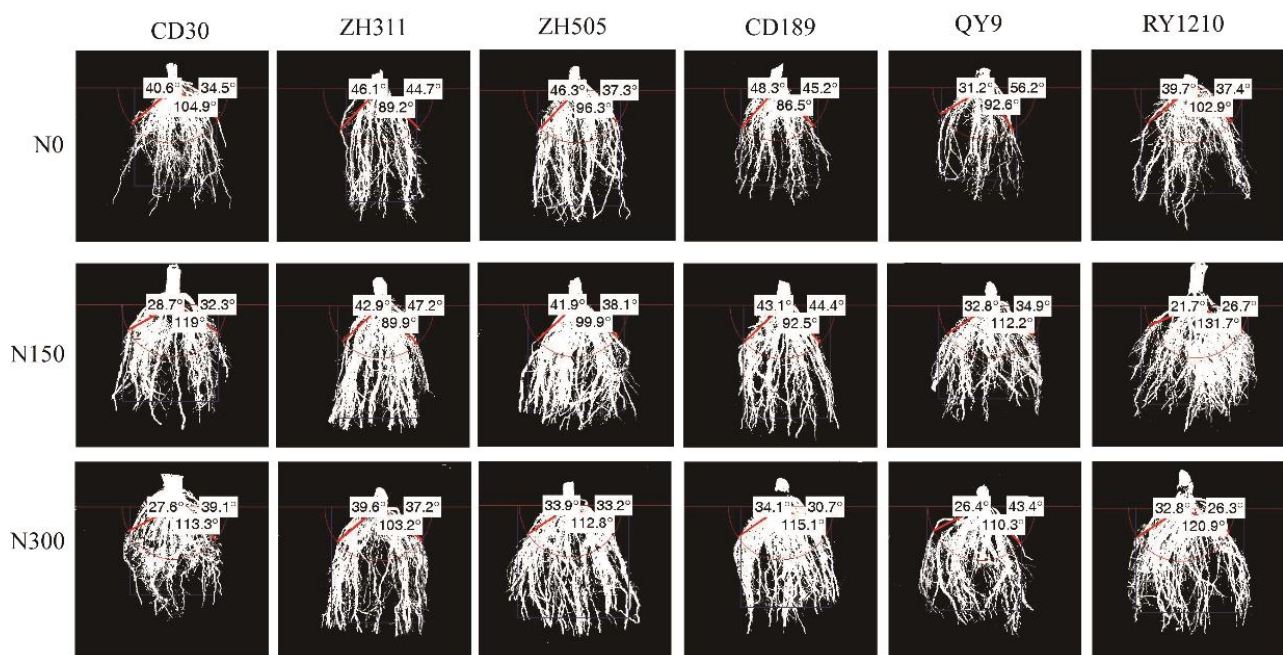 CD30 ZH311 ZH505 CD189 QY9 RY1210
N0
40.6° 34.5° 46.1° 44.7° 46.3° 37.3° 48.3° 45.2° 31.2° 56.2° 39.7° 37.4°
104.9° 89.2° 96.3° 86.5° 92.6° 102.9°
N150
28.7° 32.3° 42.9° 47.2° 41.9° 38.1° 43.1° 44.4° 32.8° 34.9° 21.7° 26.7°
119° 89.9° 99.9° 92.5° 112.2° 131.7°
N300
27.6° 39.1° 39.6° 37.2° 33.9° 33.2° 34.1° 30.7° 26.4° 43.4° 32.8° 26.3°
113.3° 103.2° 112.8° 115.1° 110.3° 120.9°